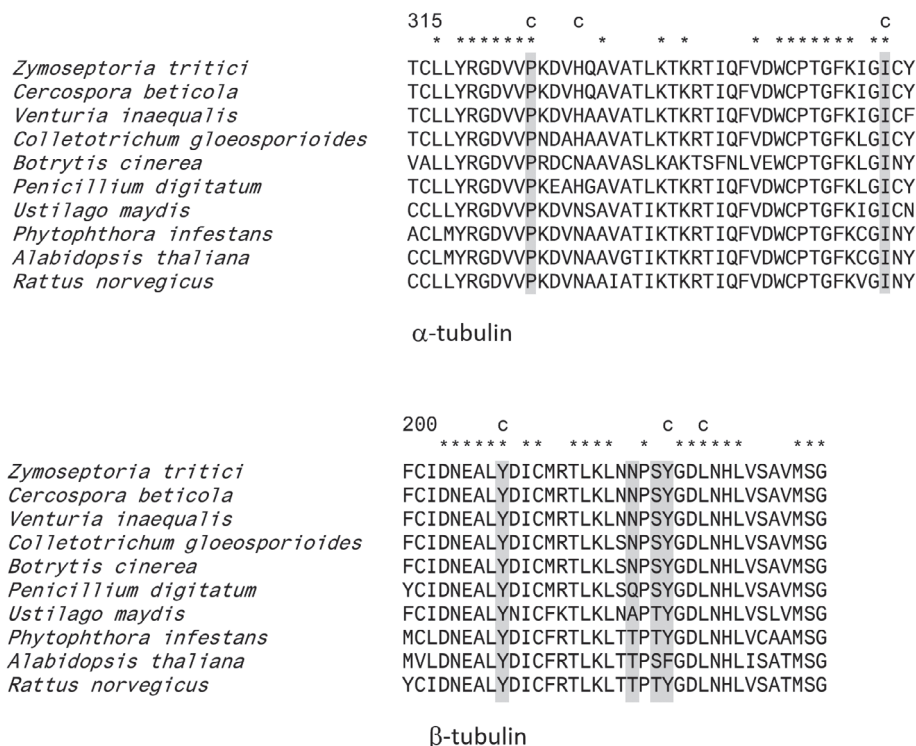 315 c c c
* ******* * * * * ******* **
Zymoseptoria tritici TCLLYRGDVVPKDVHQAVATLKTKRTIQFVDWCPTGFKIGICY
Cercospora beticola TCLLYRGDVVPKDVHQAVATLKTKRTIQFVDWCPTGFKIGICY
Venturia inaequalis TCLLYRGDVVPKDVHQAVATLKTKRTIQFVDWCPTGFKIGICF
Colletotrichum gloeosporioides TCLLYRGDVVPNDAHAAVATLKTKRTIQFVDWCPTGFKLGICY
Botrytis cinerea VALLYRGDVVPRDCNAAVASLKAKTSFNLVEWCPTGFKLGINY
Penicillium digitatum TCLLYRGDVVPKEAHGAVATLKTKRTIQFVDWCPTGFKLGICY
Ustilago maydis CCLLYRGDVVPKDVNSAVATIKTKRTIQFVDWCPTGFKIGICN
Phytophthora infestans ACLMYRGDVVPKDVNAAVATIKTKRTIQFVDWCPTGFKCGINY
Alabidopsis thaliana CCLMYRGDVVPKDVNAAVGTIKTKRTIQFVDWCPTGFKCGINY
Rattus norvegicus CCLLYRGDVVPKDVNAAIATIKTKRTIQFVDWCPTGFKVGINY
α-tubulin
200 c c c
****** ** **** * ****** ***
Zymoseptoria tritici FCIDNEALYDICMRTLKLNNPSYGDLNHLVSAVMSG
Cercospora beticola FCIDNEALYDICMRTLKLNNPSYGDLNHLVSAVMSG
Venturia inaequalis FCIDNEALYDICMRTLKLNNPSYGDLNHLVSAVMSG
Colletotrichum gloeosporioides FCIDNEALYDICMRTLKLSNPSYGDLNHLVSAVMSG
Botrytis cinerea FCIDNEALYDICMRTLKLSNPSYGDLNHLVSAVMSG
Penicillium digitatum YCIDNEALYDICMRTLKLSQPSYGDLNHLVSAVMSG
Ustilago maydis FCIDNEALYNICFKTLKLNAPTYGDLNHLVSLVMSG
Phytophthora infestans MCLDNEALYDICFRTLKLTTPTYGDLNHLVCAAMSG
Alabidopsis thaliana MVLDNEALYDICFRTLKLTTPSFGDLNHLISATMSG
Rattus norvegicus YCIDNEALYDICFRTLKLTTPTYGDLNHLVSATMSG
β-tubulin